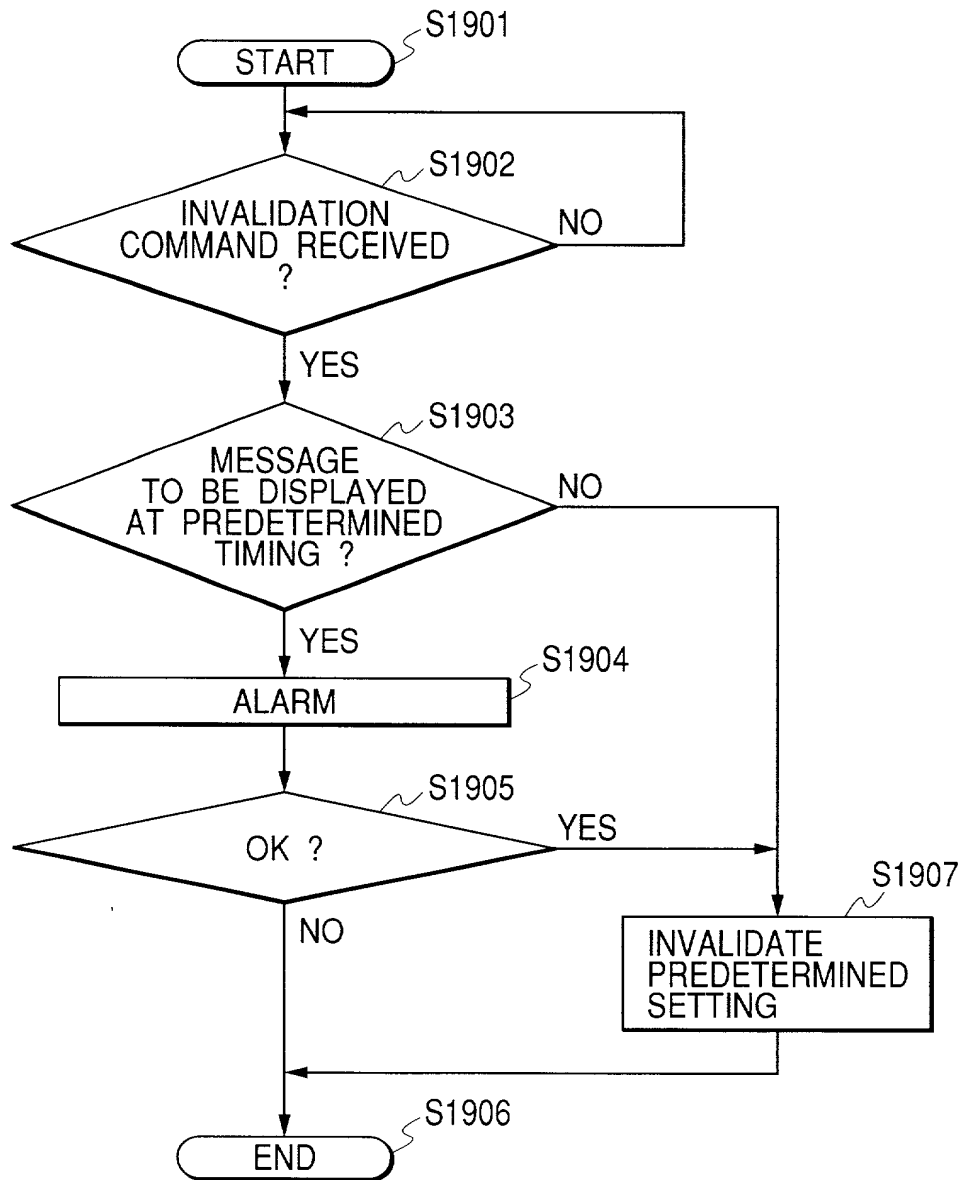 S1901
START
S1902
INVALIDATION
COMMAND RECEIVED
?
NO
YES
S1903
MESSAGE
TO BE DISPLAYED
AT PREDETERMINED
TIMING ?
NO
YES
S1904
ALARM
S1905
OK ?
YES
NO
S1907
INVALIDATE
PREDETERMINED
SETTING
S1906
END